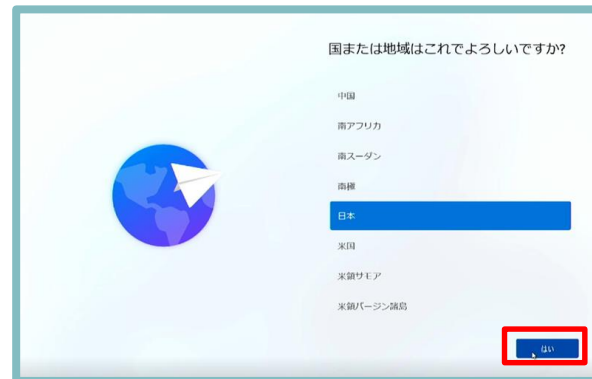 国または地域はこれでよろしいですか?
中国
南アフリカ
南スーダン
南極
日本
米国
米領サモア
米領バージン諸島
はい